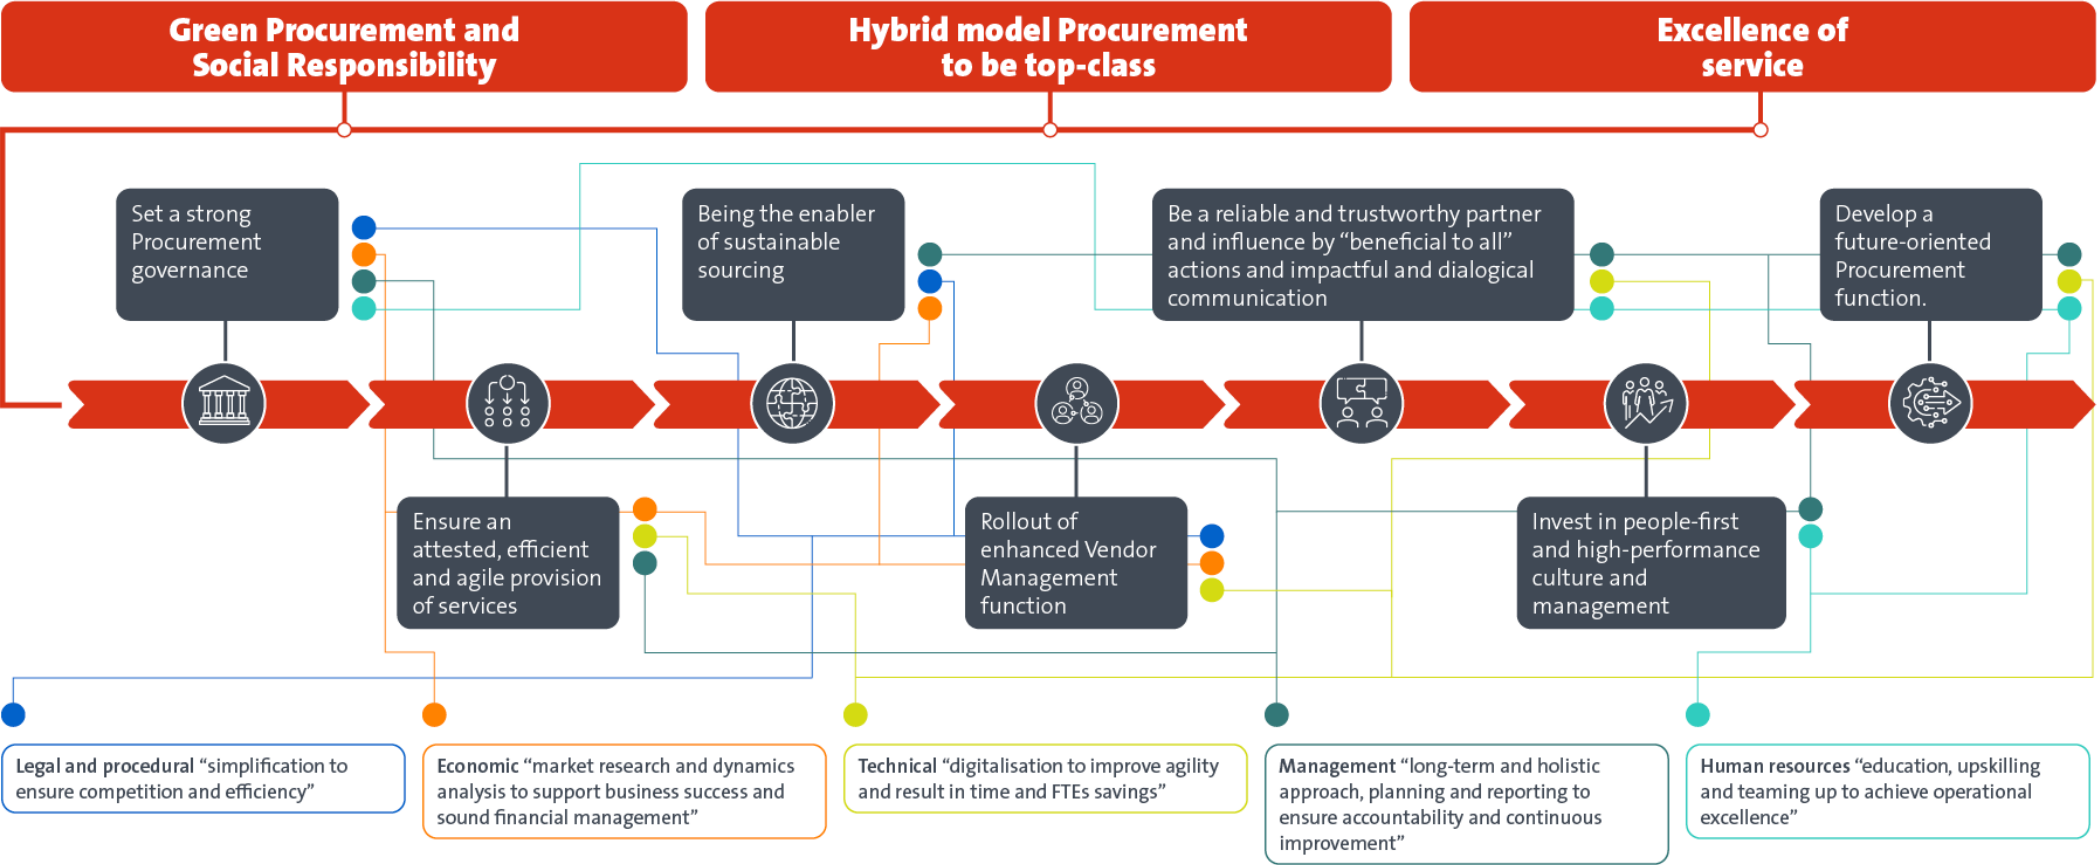 Green Procurement and
Social Responsibility
Hybrid model Procurement
to be top-class
Excellence of
service
Set a strong
Procurement
governance
Being the enabler
of sustainable
sourcing
Be a reliable and trustworthy partner
and influence by “beneficial to all”
actions and impactful and dialogical
communication
Develop a
future-oriented
Procurement
function.
Ensure an
attested, efficient
and agile provision
of services
Rollout of
enhanced Vendor
Management
function
Invest in people-first
and high-performance
culture and
management
Legal and procedural “simplification to
ensure competition and efficiency”
Economic “market research and dynamics
analysis to support business success and
sound financial management”
Technical “digitalisation to improve agility
and result in time and FTEs savings”
Management “long-term and holistic
approach, planning and reporting to
ensure accountability and continuous
improvement”
Human resources “education, upskilling
and teaming up to achieve operational
excellence”